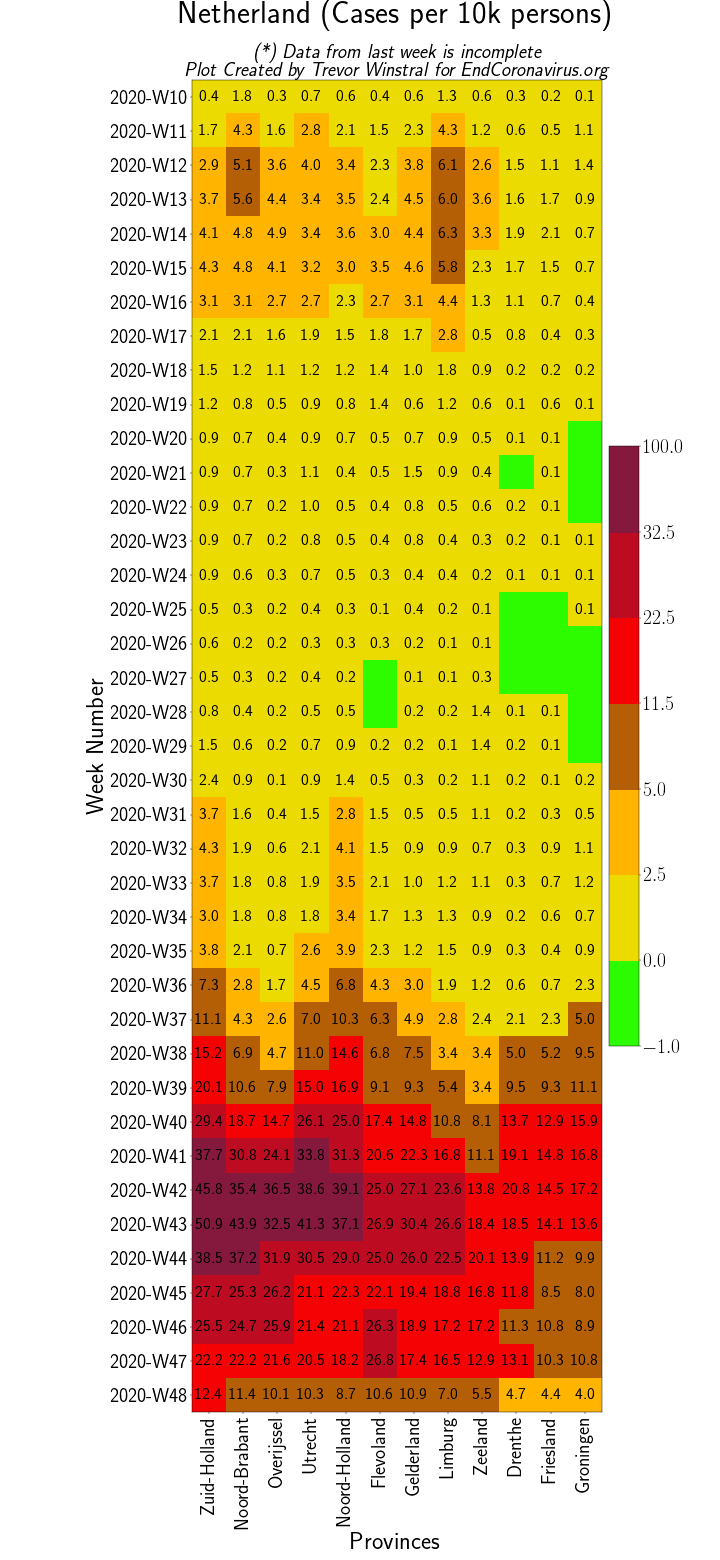 Netherland (Cases per 10k persons)
(*) Data from last week is incomplete
Plot Created by Trevor Winstral for EndCoronavirus.org
2020-W10 0.4 1.8 0.3 0.7 0.6 0.4 0.6 1.3 0.6 0.3 0.2 0.1
2020-W11 1.7 4.3 1.6 2.8 2.1 1.5 2.3 4.3 1.2 0.6 0.5 1.1
2020-W12 2.9 5.1 3.6 4.0 3.4 2.3 3.8 6.1 2.6 1.5 1.1 1.4
2020-W13 3.7 5.6 4.4 3.4 3.5 2.4 4.5 6.0 3.6 1.6 1.7 0.9
2020-W14 4.1 4.8 4.9 3.4 3.6 3.0 4.4 6.3 3.3 1.9 2.1 0.7
2020-W15 4.3 4.8 4.1 3.2 3.0 3.5 4.6 5.8 2.3 1.7 1.5 0.7
2020-W16 3.1 3.1 2.7 2.7 2.3 2.7 3.1 4.4 1.3 1.1 0.7 0.4
2020-W17 2.1 2.1 1.6 1.9 1.5 1.8 1.7 2.8 0.5 0.8 0.4 0.3
2020-W18 1.5 1.2 1.1 1.2 1.2 1.4 1.0 1.8 0.9 0.2 0.2 0.2
2020-W19 1.2 0.8 0.5 0.9 0.8 1.4 0.6 1.2 0.6 0.1 0.6 0.1
2020-W20 0.9 0.7 0.4 0.9 0.7 0.5 0.7 0.9 0.5 0.1 0.1
2020-W21 0.9 0.7 0.3 1.1 0.4 0.5 1.5 0.9 0.4 0.1
2020-W22 0.9 0.7 0.2 1.0 0.5 0.4 0.8 0.5 0.6 0.2 0.1
2020-W23 0.9 0.7 0.2 0.8 0.5 0.4 0.8 0.4 0.3 0.2 0.1 0.1
2020-W24 0.9 0.6 0.3 0.7 0.5 0.3 0.4 0.4 0.2 0.1 0.1 0.1
2020-W25 0.5 0.3 0.2 0.4 0.3 0.1 0.4 0.2 0.1 0.1
2020-W26 0.6 0.2 0.2 0.3 0.3 0.3 0.2 0.1 0.1
2020-W27 0.5 0.3 0.2 0.4 0.2 0.1 0.1 0.3
2020-W28 0.8 0.4 0.2 0.5 0.5 0.2 0.2 1.4 0.1 0.1
2020-W29 1.5 0.6 0.2 0.7 0.9 0.2 0.2 0.1 1.4 0.2 0.1
2020-W30 2.4 0.9 0.1 0.9 1.4 0.5 0.3 0.2 1.1 0.2 0.1 0.2
2020-W31 3.7 1.6 0.4 1.5 2.8 1.5 0.5 0.5 1.1 0.2 0.3 0.5
2020-W32 4.3 1.9 0.6 2.1 4.1 1.5 0.9 0.9 0.7 0.3 0.9 1.1
2020-W33 3.7 1.8 0.8 1.9 3.5 2.1 1.0 1.2 1.1 0.3 0.7 1.2
2020-W34 3.0 1.8 0.8 1.8 3.4 1.7 1.3 1.3 0.9 0.2 0.6 0.7
2020-W35 3.8 2.1 0.7 2.6 3.9 2.3 1.2 1.5 0.9 0.3 0.4 0.9
2020-W36 7.3 2.8 1.7 4.5 6.8 4.3 3.0 1.9 1.2 0.6 0.7 2.3
2020-W37 11.1 4.3 2.6 7.0 10.3 6.3 4.9 2.8 2.4 2.1 2.3 5.0
2020-W38 15.2 6.9 4.7 11.0 14.6 6.8 7.5 3.4 3.4 5.0 5.2 9.5
2020-W39 20.1 10.6 7.9 15.0 16.9 9.1 9.3 5.4 3.4 9.5 9.3 11.1
2020-W40 29.4 18.7 14.7 26.1 25.0 17.4 14.8 10.8 8.1 13.7 12.9 15.9
2020-W41 37.7 30.8 24.1 33.8 31.3 20.6 22.3 16.8 11.1 19.1 14.8 16.8
2020-W42 45.8 35.4 36.5 38.6 39.1 25.0 27.1 23.6 13.8 20.8 14.5 17.2
2020-W43 50.9 43.9 32.5 41.3 37.1 26.9 30.4 26.6 18.4 18.5 14.1 13.6
2020-W44 38.5 37.2 31.9 30.5 29.0 25.0 26.0 22.5 20.1 13.9 11.2 9.9
2020-W45 27.7 25.3 26.2 21.1 22.3 22.1 19.4 18.8 16.8 11.8 8.5 8.0
2020-W46 25.5 24.7 25.9 21.4 21.1 26.3 18.9 17.2 17.2 11.3 10.8 8.9
2020-W47 22.2 22.2 21.6 20.5 18.2 26.8 17.4 16.5 12.9 13.1 10.3 10.8
2020-W48 12.4 11.4 10.1 10.3 8.7 10.6 10.9 7.0 5.5 4.7 4.4 4.0
Week Number
Zuid-Holland
Noord-Brabant
Overijssel
Utrecht
Noord-Holland
Flevoland
Gelderland
Limburg
Zeeland
Drenthe
Friesland
Groningen
Provinces
100.0
32.5
22.5
11.5
5.0
2.5
0.0
−1.0